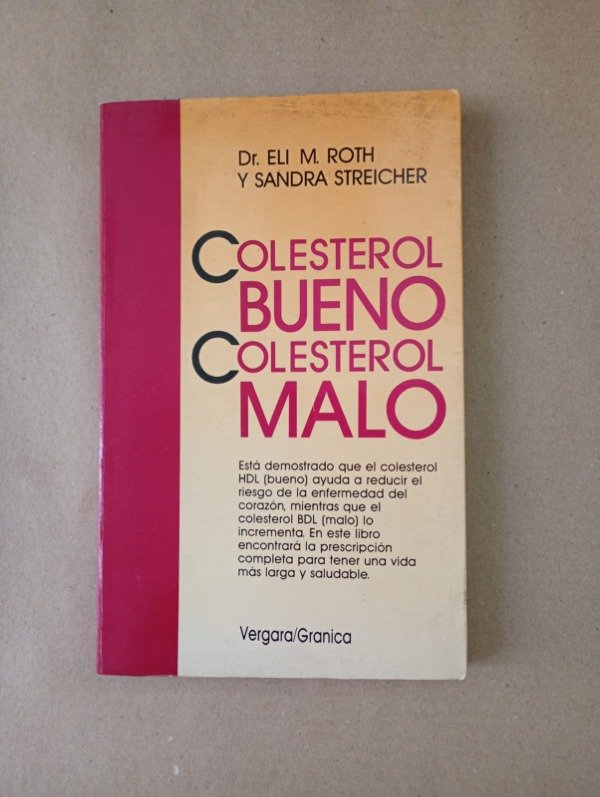 Dr. ELI M. ROTH
Y SANDRA STREICHER
COLESTEROL
BUENO
COLESTEROL
MALO
Está demostrado que el colesterol
HDL (bueno) ayuda a reducir el
riesgo de la enfermedad del
corazón, mientras que el
colesterol BDL (malo) lo
incrementa. En este libro
encontrará la prescripción
completa para tener una vida
más larga y saludable.
Vergara/Granica